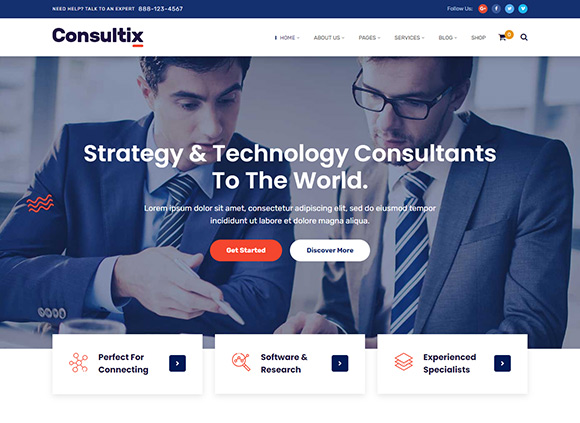 NEED HELP? TALK TO AN EXPERT 888-123-4567
Follow Us:
Consultix
HOME ABOUT US PAGES SERVICES BLOG SHOP
0
Strategy & Technology Consultants
To The World.
Lorem ipsum dolor sit amet, consectetur adipiscing elit, sed do eiusmod tempor
incididunt ut labore et dolore magna aliqua.
Get Started Discover More
Perfect For
Connecting
Software &
Research
Experienced
Specialists